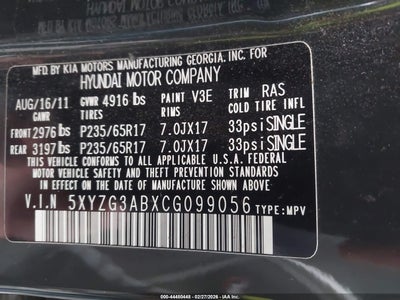 MFD. BY KIA MOTORS MANUFACTURING GEORGIA, INC. FOR
HYUNDAI MOTOR COMPANY
AUG/16/11 GVWR 4916 lbs PAINT V3E TRIM RAS
GAWR TIRES RIMS COLD TIRE INFL.
FRONT 2976 lbs P235/65R17 7.0JX17 33psi SINGLE
REAR 3197 lbs P235/65R17 7.0JX17 33psi SINGLE
THIS VEHICLE CONFORMS TO ALL APPLICABLE U.S.A FEDERAL
MOTOR VEHICLE SAFETY, BUMPER, AND THEFT PREVENTION
STANDARDS IN EFFECT ON THE DATE OF MANUFACTURE SHOWN ABOVE.
V.I.N 5XYZG3ABXCG099056 TYPE: MPV
000-44460448 - 02/27/2026 - IAA Inc.